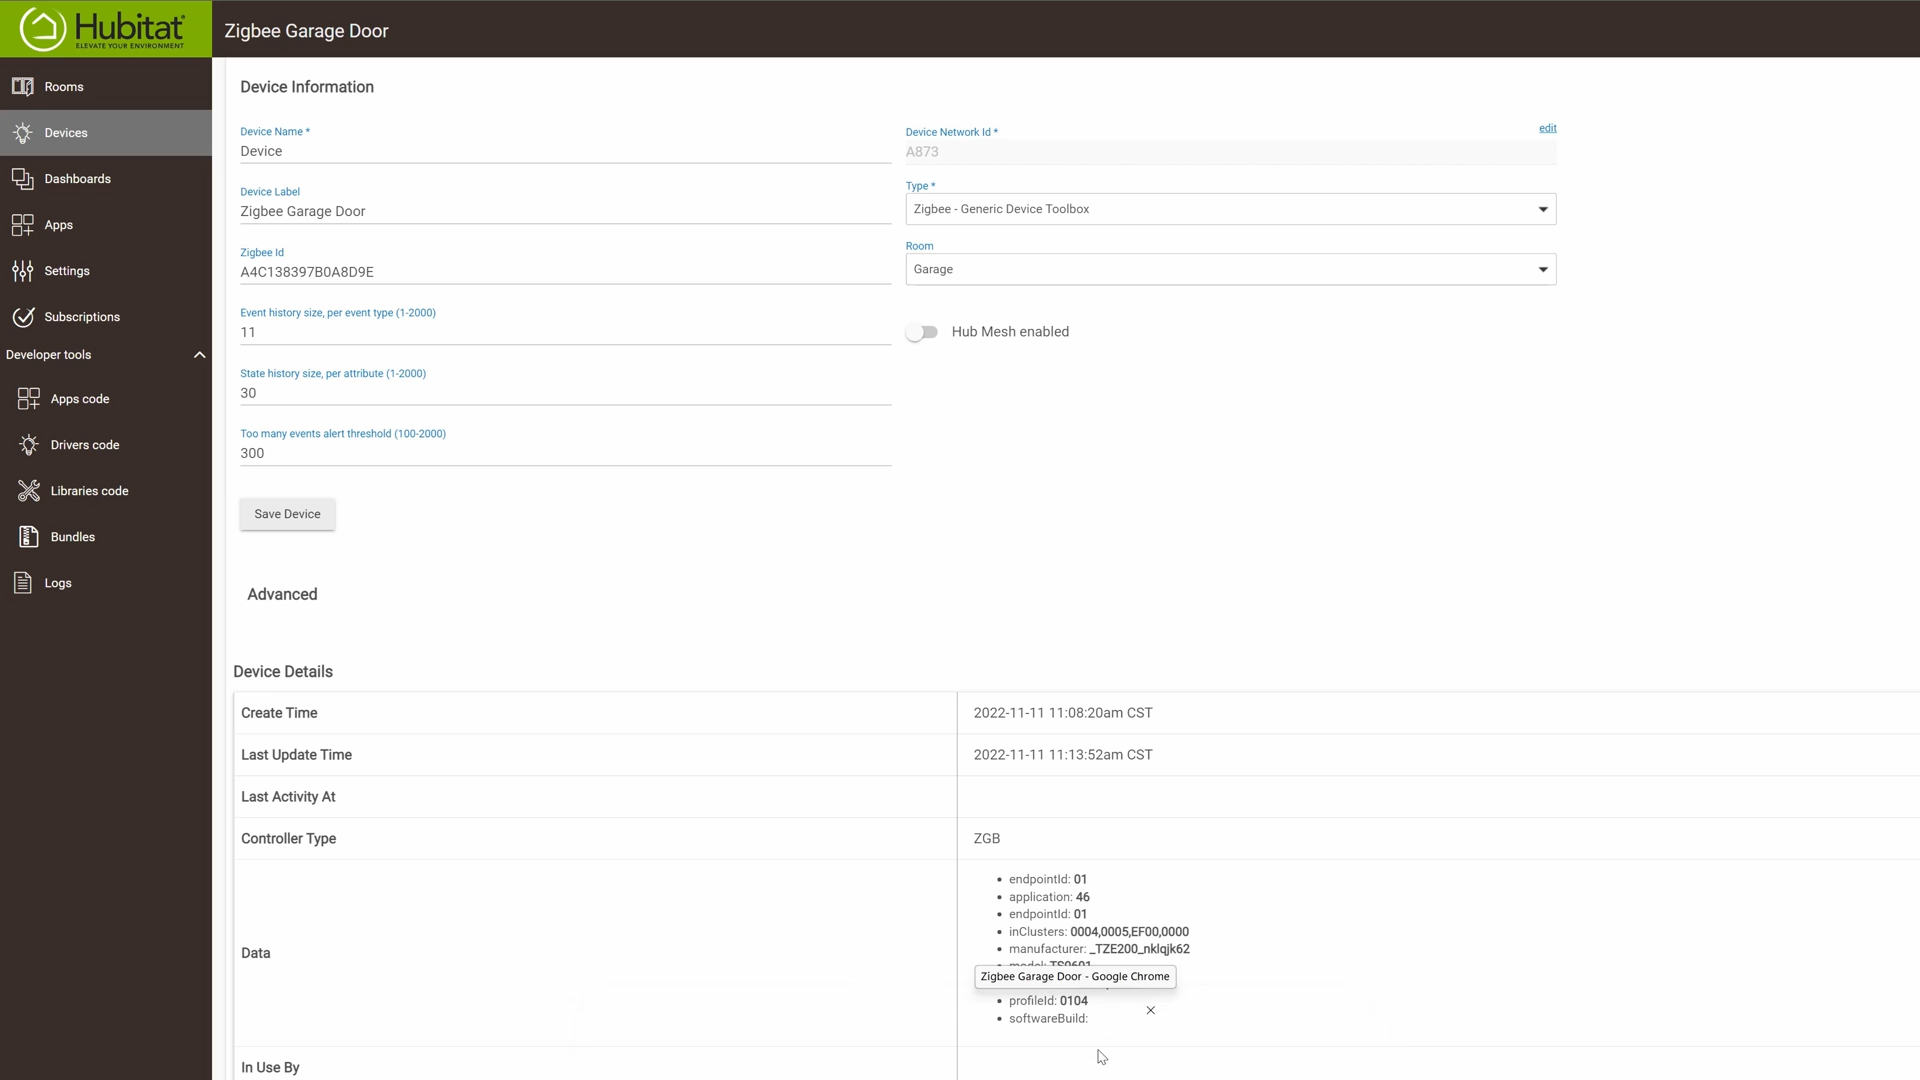 Hubitat
ELEVATE YOUR ENVIRONMENT
Zigbee Garage Door
Rooms
Devices
Dashboards
Apps
Settings
Subscriptions
Developer tools
Apps code
Drivers code
Libraries code
Bundles
Logs
Device Information
Device Name *
Device
Device Label
Zigbee Garage Door
Zigbee Id
A4C138397B0A8D9E
Event history size, per event type (1-2000)
11
State history size, per attribute (1-2000)
30
Too many events alert threshold (100-2000)
300
Device Network Id *
edit
A873
Type *
Zigbee - Generic Device Toolbox
Room
Garage
Hub Mesh enabled
Save Device
Advanced
Device Details
Create Time
2022-11-11 11:08:20am CST
Last Update Time
2022-11-11 11:13:52am CST
Last Activity At
Controller Type
ZGB
Data
• endpointId: 01
• application: 46
• endpointId: 01
• inClusters: 0004,0005,EF00,0000
• manufacturer: _TZE200_nklqjk62
• model: TS0601
Zigbee Garage Door - Google Chrome
• profileId: 0104
• softwareBuild:
In Use By